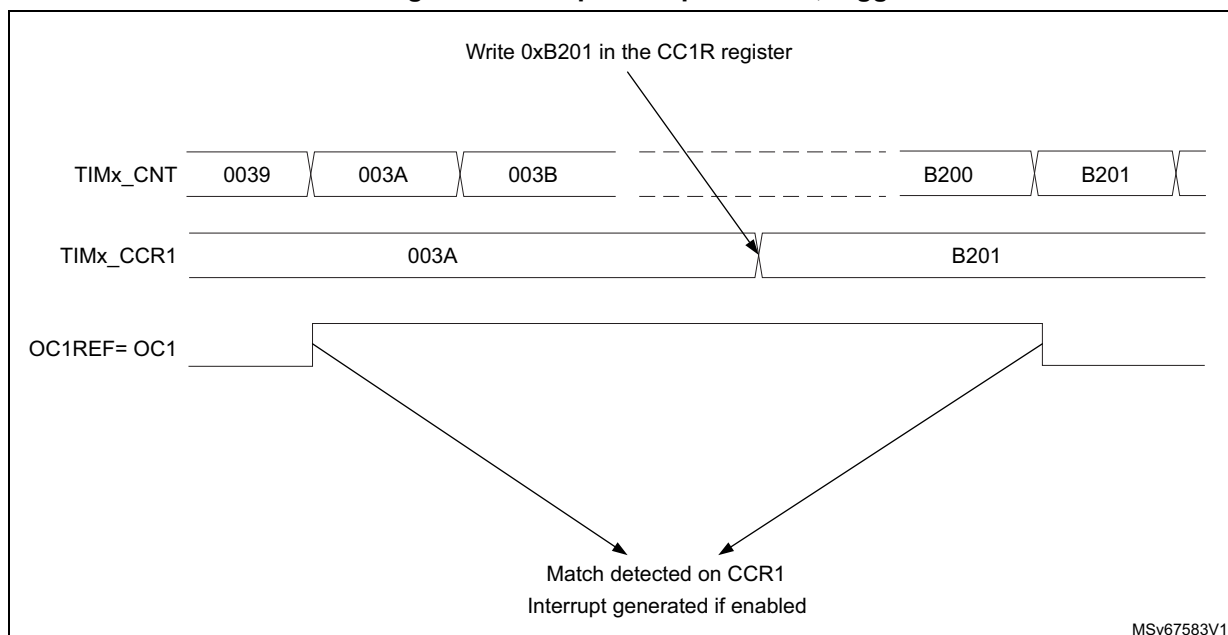 Write 0xB201 in the CC1R register
TIMx_CNT 0039 003A 003B B200 B201
TIMx_CCR1 003A B201
OC1REF= OC1
Match detected on CCR1
Interrupt generated if enabled
MSv67583V1